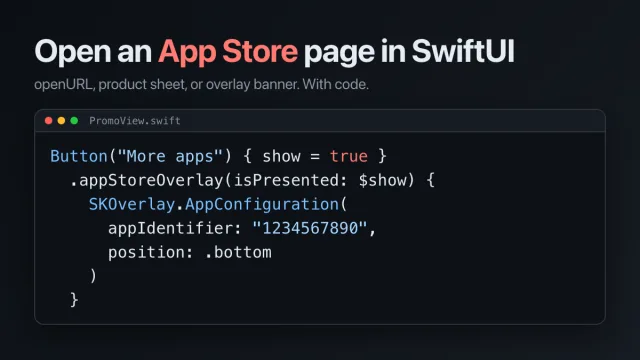 Open an App Store page in SwiftUI
openURL, product sheet, or overlay banner. With code.
PromoView.swift
Button("More apps") { show = true }
  .appStoreOverlay(isPresented: $show) {
    SKOverlay.AppConfiguration(
      appIdentifier: "1234567890",
      position: .bottom
    )
  }